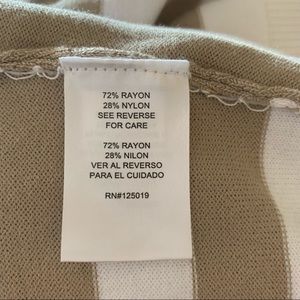 72% RAYON
28% NYLON
SEE REVERSE
FOR CARE
72% RAYON
28% NILON
VER AL REVERSO
PARA EL CUIDADO
RN#125019